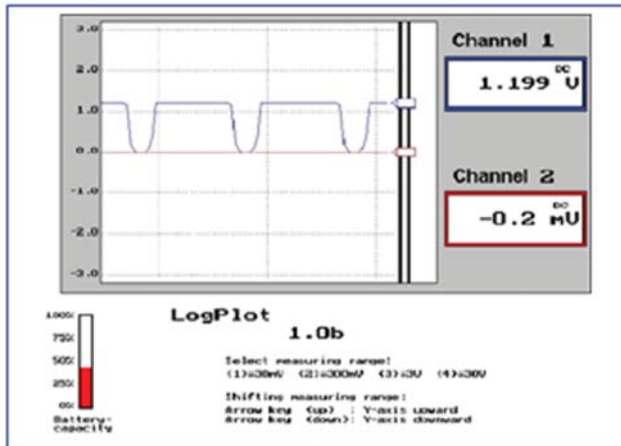 3.0
2.0
1.0
0.0
-1.0
-2.0
-3.0
Channel 1
DC
1.199 V
Channel 2
DC
-0.2 mV
LogPlot
1.0b
100%
75%
50%
25%
0%
Battery-
capacity
Select measuring range:
(1)±30mV (2)±300mV (3)±3V (4)±30V
Shifting measuring range:
Arrow key (up) : Y-axis upward
Arrow key (down): Y-axis downward